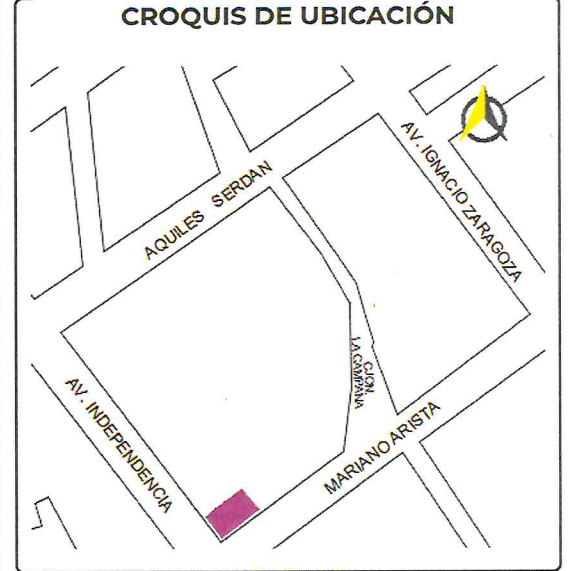 CROQUIS DE UBICACIÓN
AV. IGNACIO ZARAGOZA
AQUILES SERDAN
CJON.
LA CAMPANA
AV. INDEPENDENCIA
MARIANO ARISTA